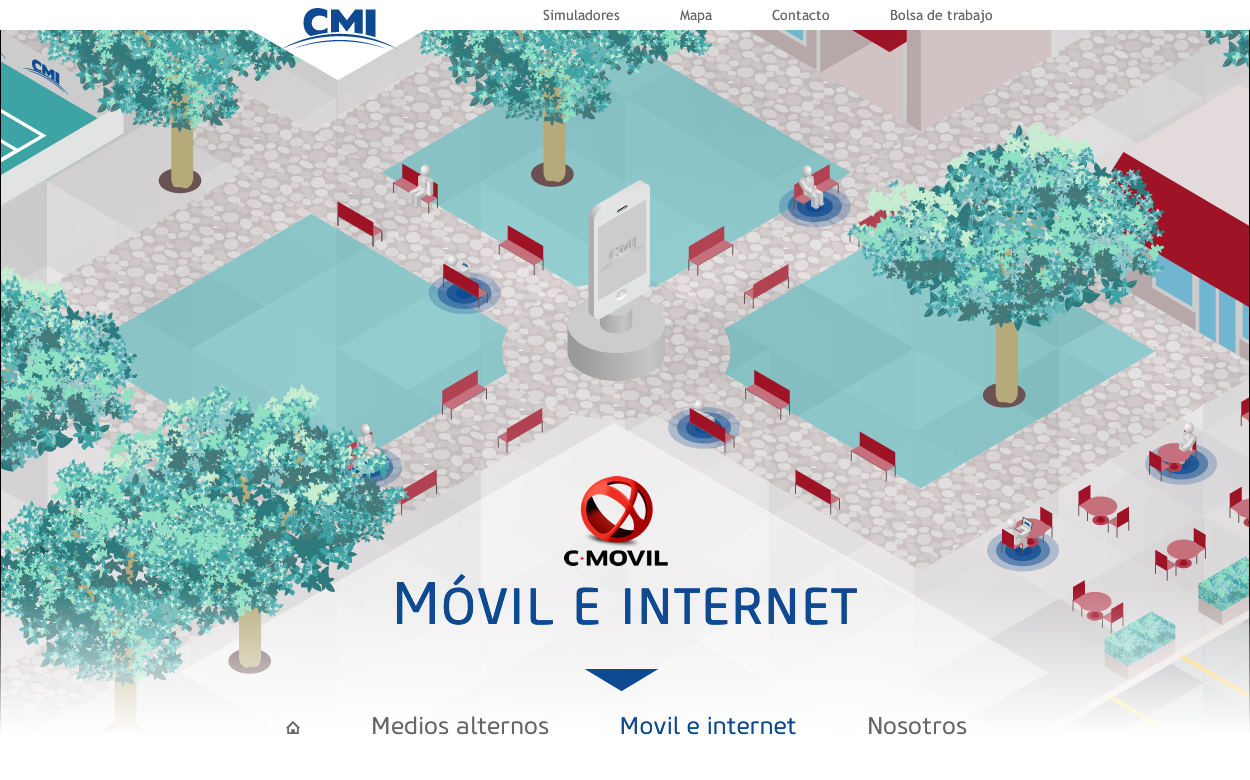 CMI
Simuladores
Mapa
Contacto
Bolsa de trabajo
CMI
CMI
C·MOVIL
MÓVIL E INTERNET
Medios alternos
Movil e internet
Nosotros